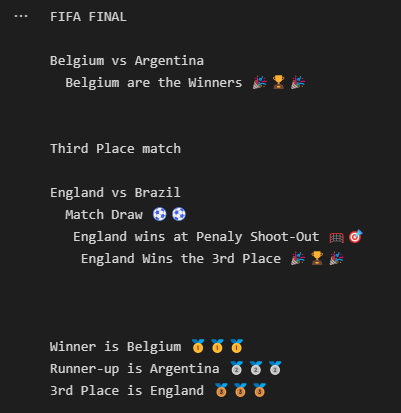 ... FIFA FINAL
Belgium vs Argentina
Belgium are the Winners 🎉🏆🎉
Third Place match
England vs Brazil
Match Draw ⚽⚽
England wins at Penaly Shoot-Out 🥅🎯
England Wins the 3rd Place 🎉🏆🎉
Winner is Belgium 🥇🥇🥇
Runner-up is Argentina 🥈🥈🥈
3rd Place is England 🥉🥉🥉